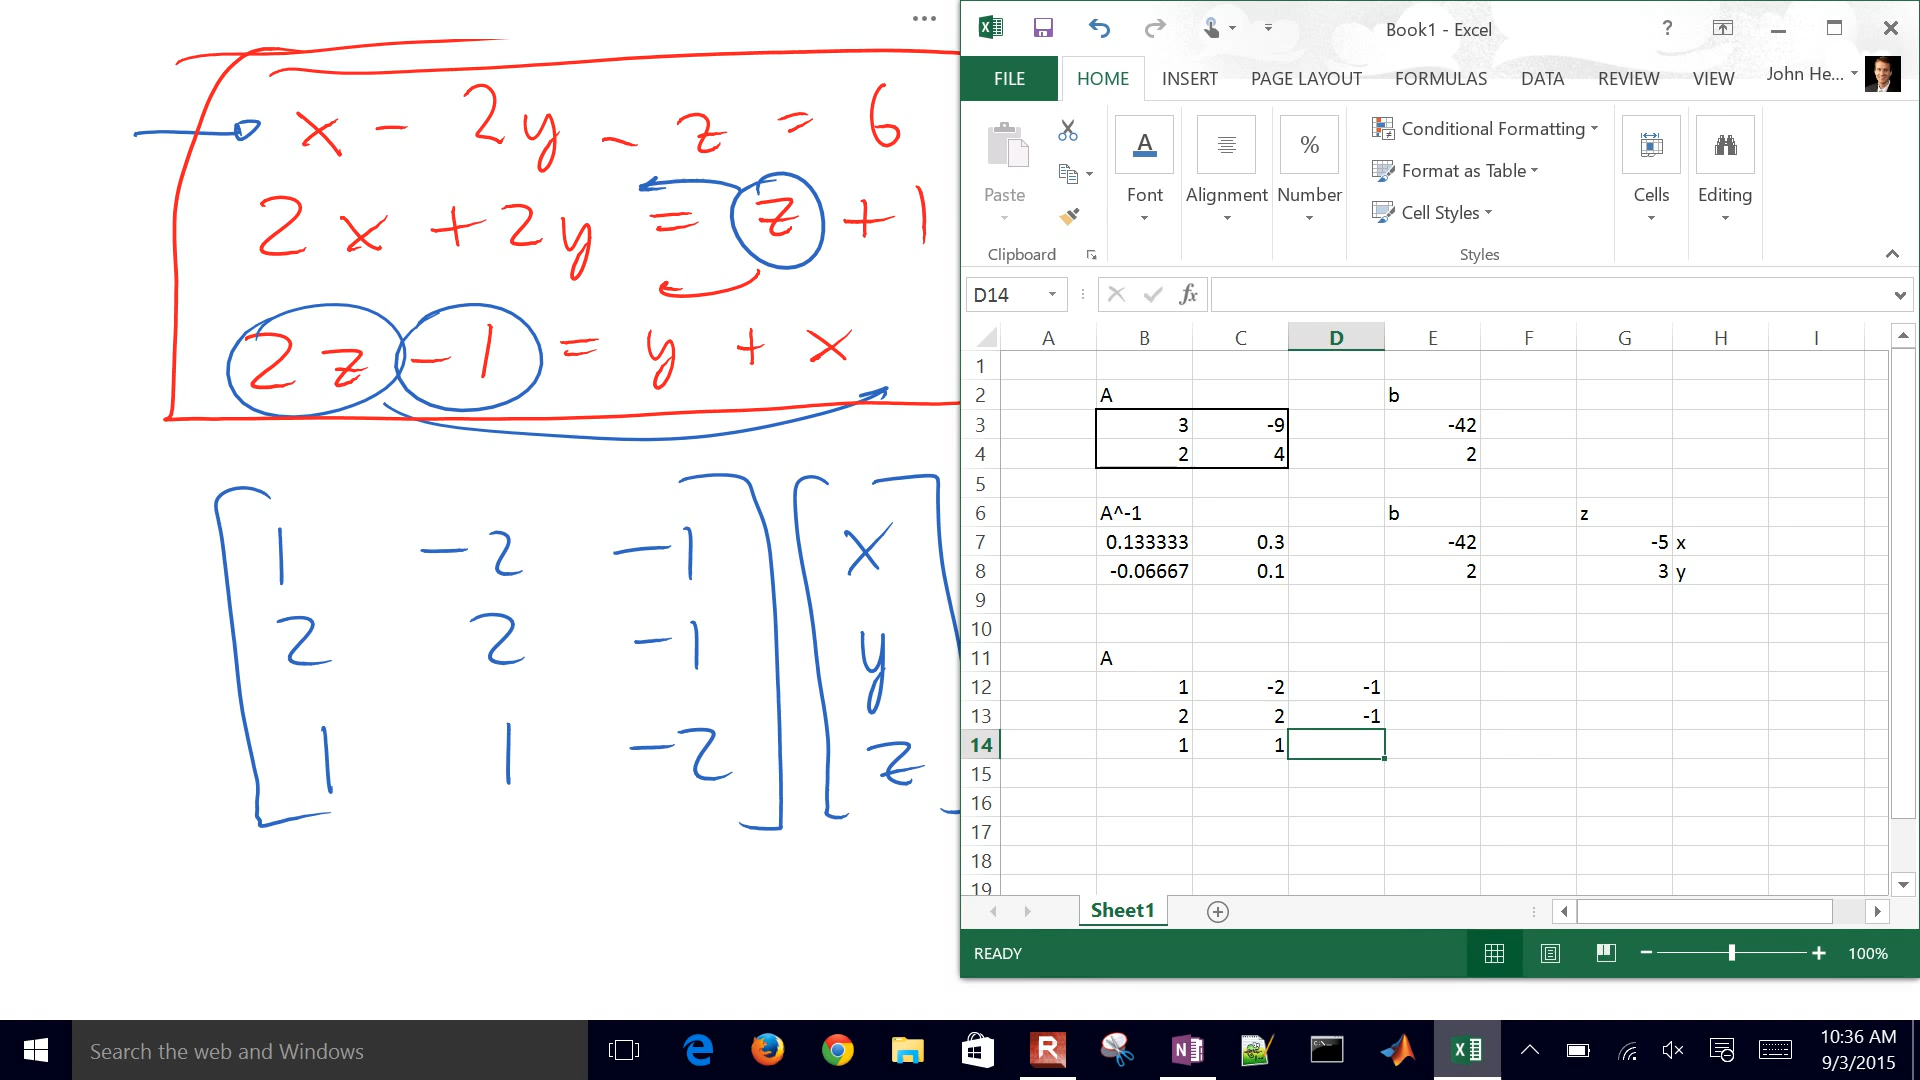 x - 2y - z = 6
2x + 2y = z + 1
2z - 1 = y + x
1 -2 -1 x
2 2 -1 y
1 1 -2 z
Book1 - Excel
FILE HOME INSERT PAGE LAYOUT FORMULAS DATA REVIEW VIEW John He...
Paste
Clipboard
Font
Alignment
%
Number
Conditional Formatting
Format as Table
Cell Styles
Styles
Cells
Editing
D14 fx
A B C D E F G H I
1
2 A b
3 3 -9 -42
4 2 4 2
5
6 A^-1 b z
7 0.133333 0.3 -42 -5 x
8 -0.06667 0.1 2 3 y
9
10
11 A
12 1 -2 -1
13 2 2 -1
14 1 1
15
16
17
18
19
Sheet1
READY 100%
Search the web and Windows
10:36 AM
9/3/2015